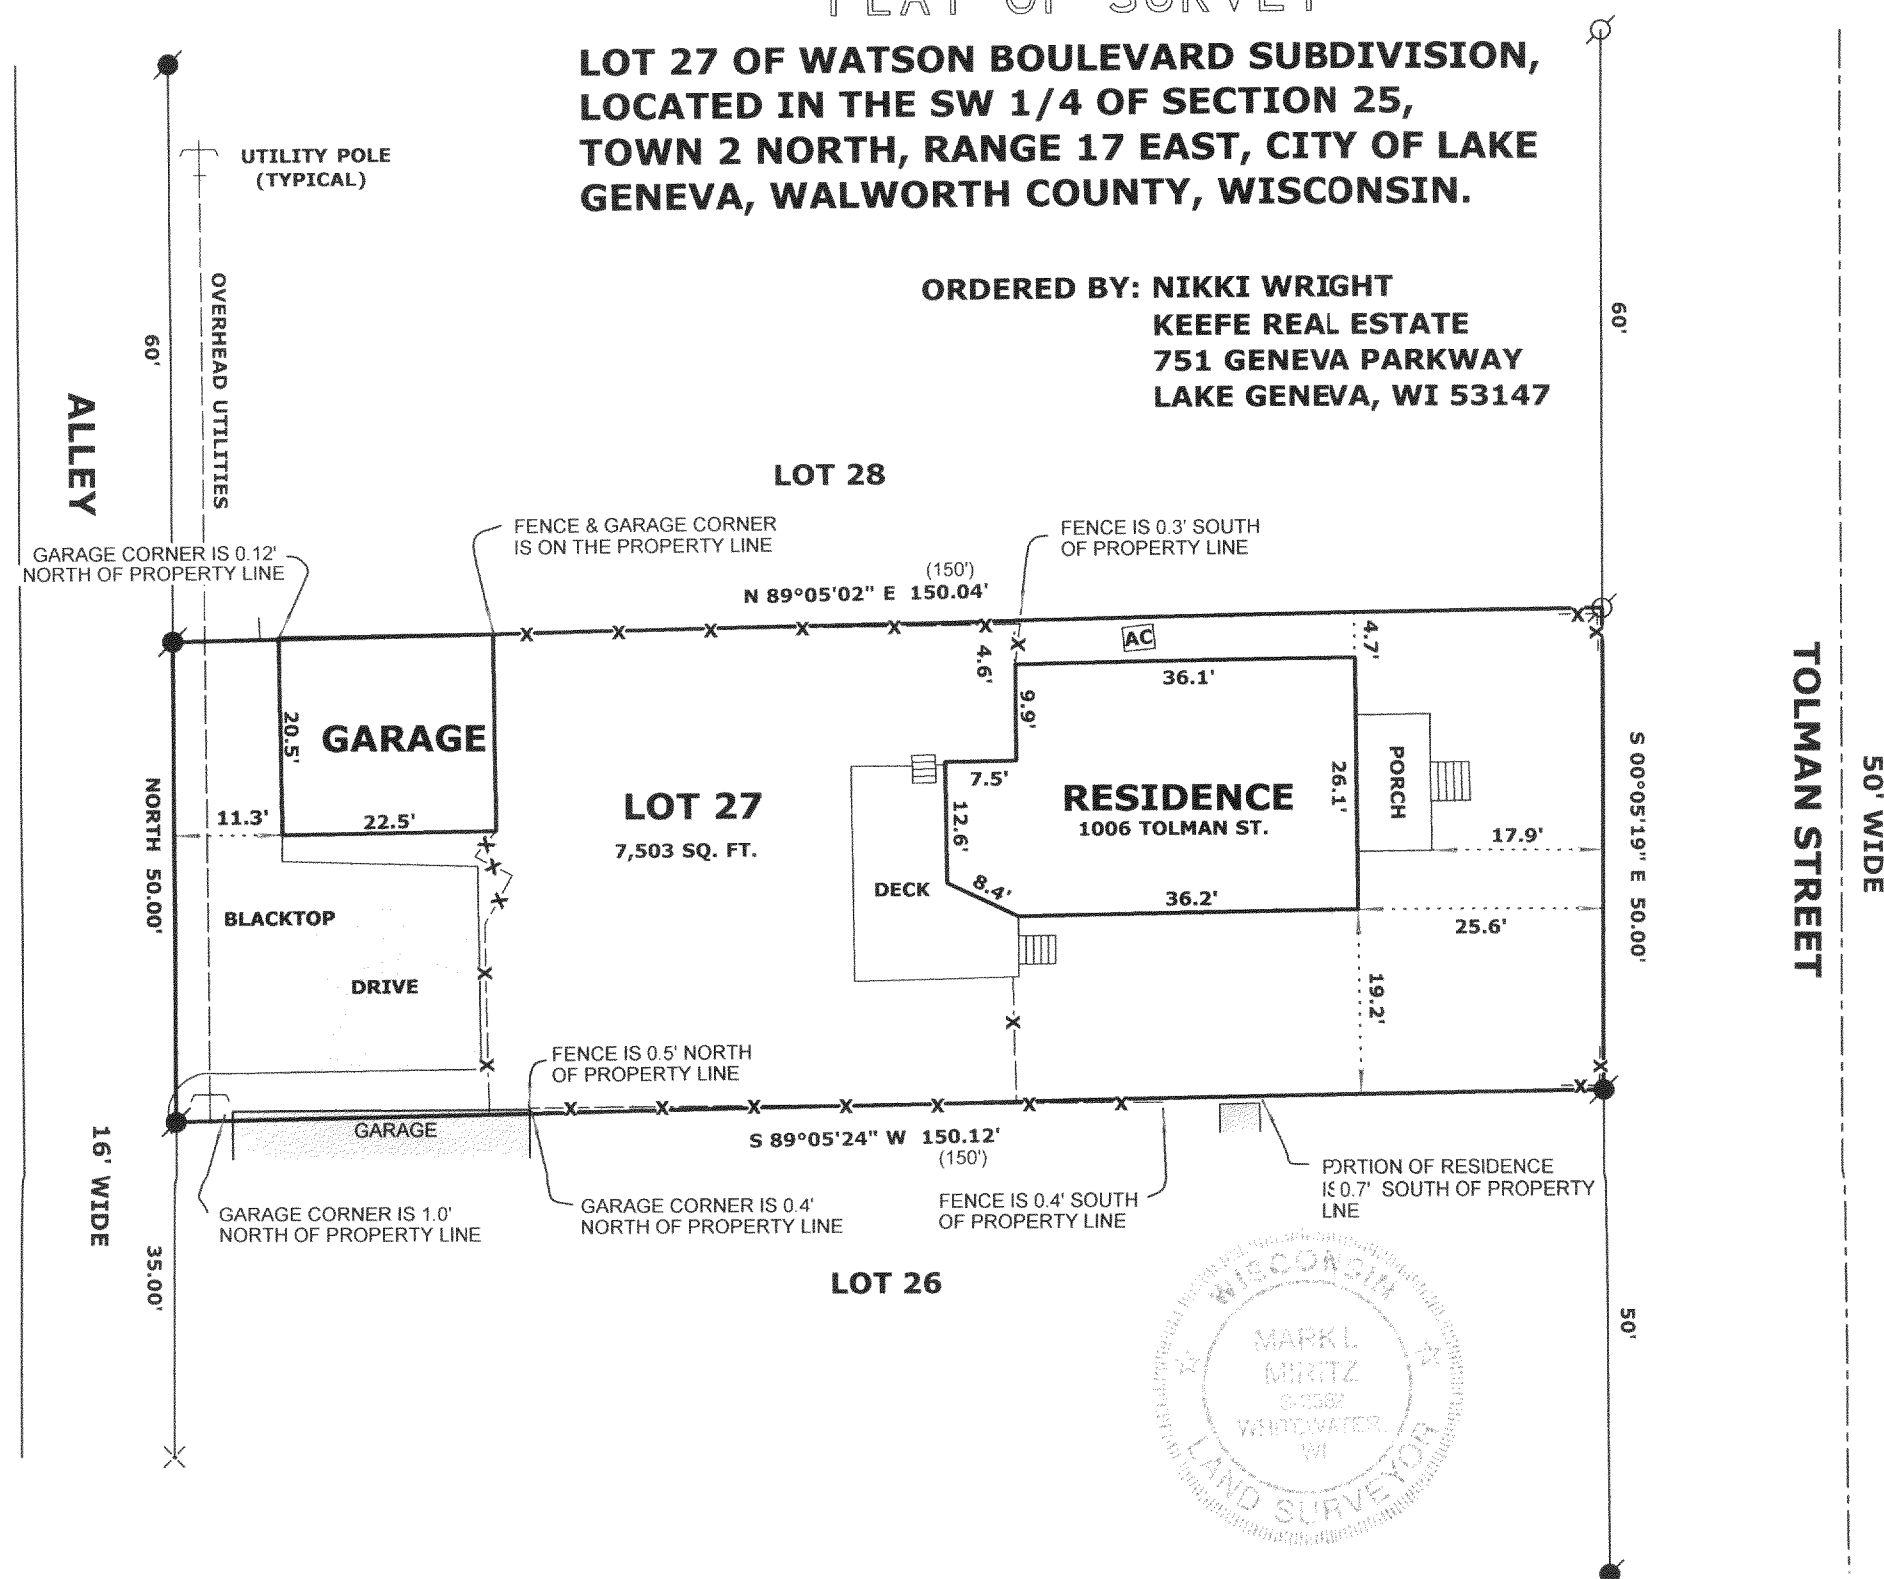 PLAT OF SURVEY
LOT 27 OF WATSON BOULEVARD SUBDIVISION,
LOCATED IN THE SW 1/4 OF SECTION 25,
TOWN 2 NORTH, RANGE 17 EAST, CITY OF LAKE
GENEVA, WALWORTH COUNTY, WISCONSIN.
UTILITY POLE
(TYPICAL)
ORDERED BY: NIKKI WRIGHT
KEEFE REAL ESTATE
751 GENEVA PARKWAY
LAKE GENEVA, WI 53147
OVERHEAD UTILITIES
60'
60'
ALLEY
LOT 28
FENCE & GARAGE CORNER
IS ON THE PROPERTY LINE
FENCE IS 0.3' SOUTH
OF PROPERTY LINE
GARAGE CORNER IS 0.12'
NORTH OF PROPERTY LINE
(150')
N 89°05'02" E 150.04'
AC
4.6'
4.7'
36.1'
9.9'
20.5'
GARAGE
7.5'
26.1'
PORCH
RESIDENCE
1006 TOLMAN ST.
LOT 27
7,503 SQ. FT.
11.3'
22.5'
12.6'
17.9'
NORTH 50.00'
S 00°05'19" E 50.00'
TOLMAN STREET
50' WIDE
DECK
8.4'
36.2'
25.6'
BLACKTOP
DRIVE
19.2'
FENCE IS 0.5' NORTH
OF PROPERTY LINE
GARAGE
S 89°05'24" W 150.12'
(150')
16' WIDE
35.00'
GARAGE CORNER IS 1.0'
NORTH OF PROPERTY LINE
GARAGE CORNER IS 0.4'
NORTH OF PROPERTY LINE
FENCE IS 0.4' SOUTH
OF PROPERTY LINE
PORTION OF RESIDENCE
IS 0.7' SOUTH OF PROPERTY
LNE
LOT 26
50'
WISCONSIN
MARK L.
MIRITZ
WHITEWATER,
WI
LAND SURVEYOR